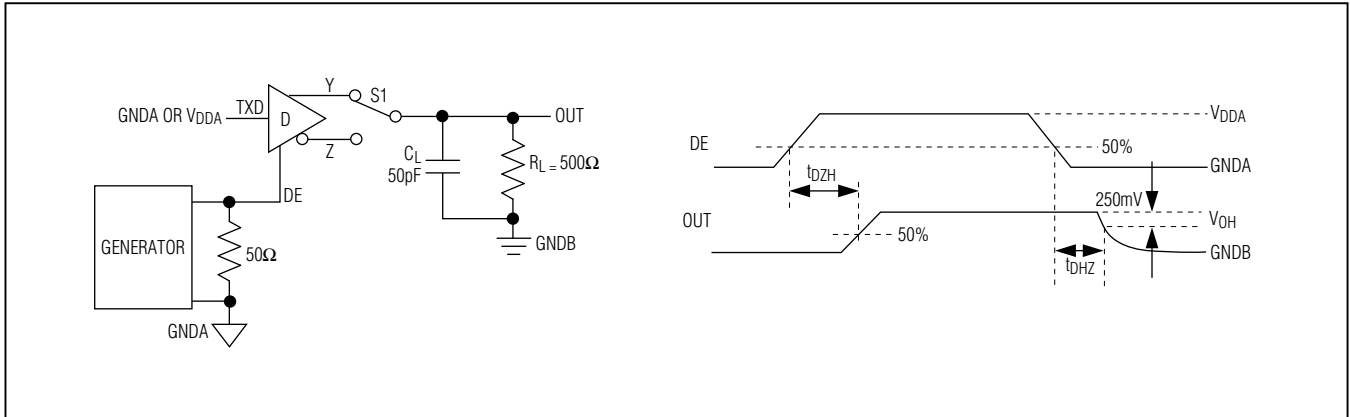 GNDA OR VDDA
TXD
D
Y
S1
Z
OUT
CL
50pF
RL = 500Ω
GNDB
DE
GENERATOR
50Ω
GNDA
DE
VDDA
50%
GNDA
tDZH
250mV
OUT
50%
VOH
GNDB
tDHZ